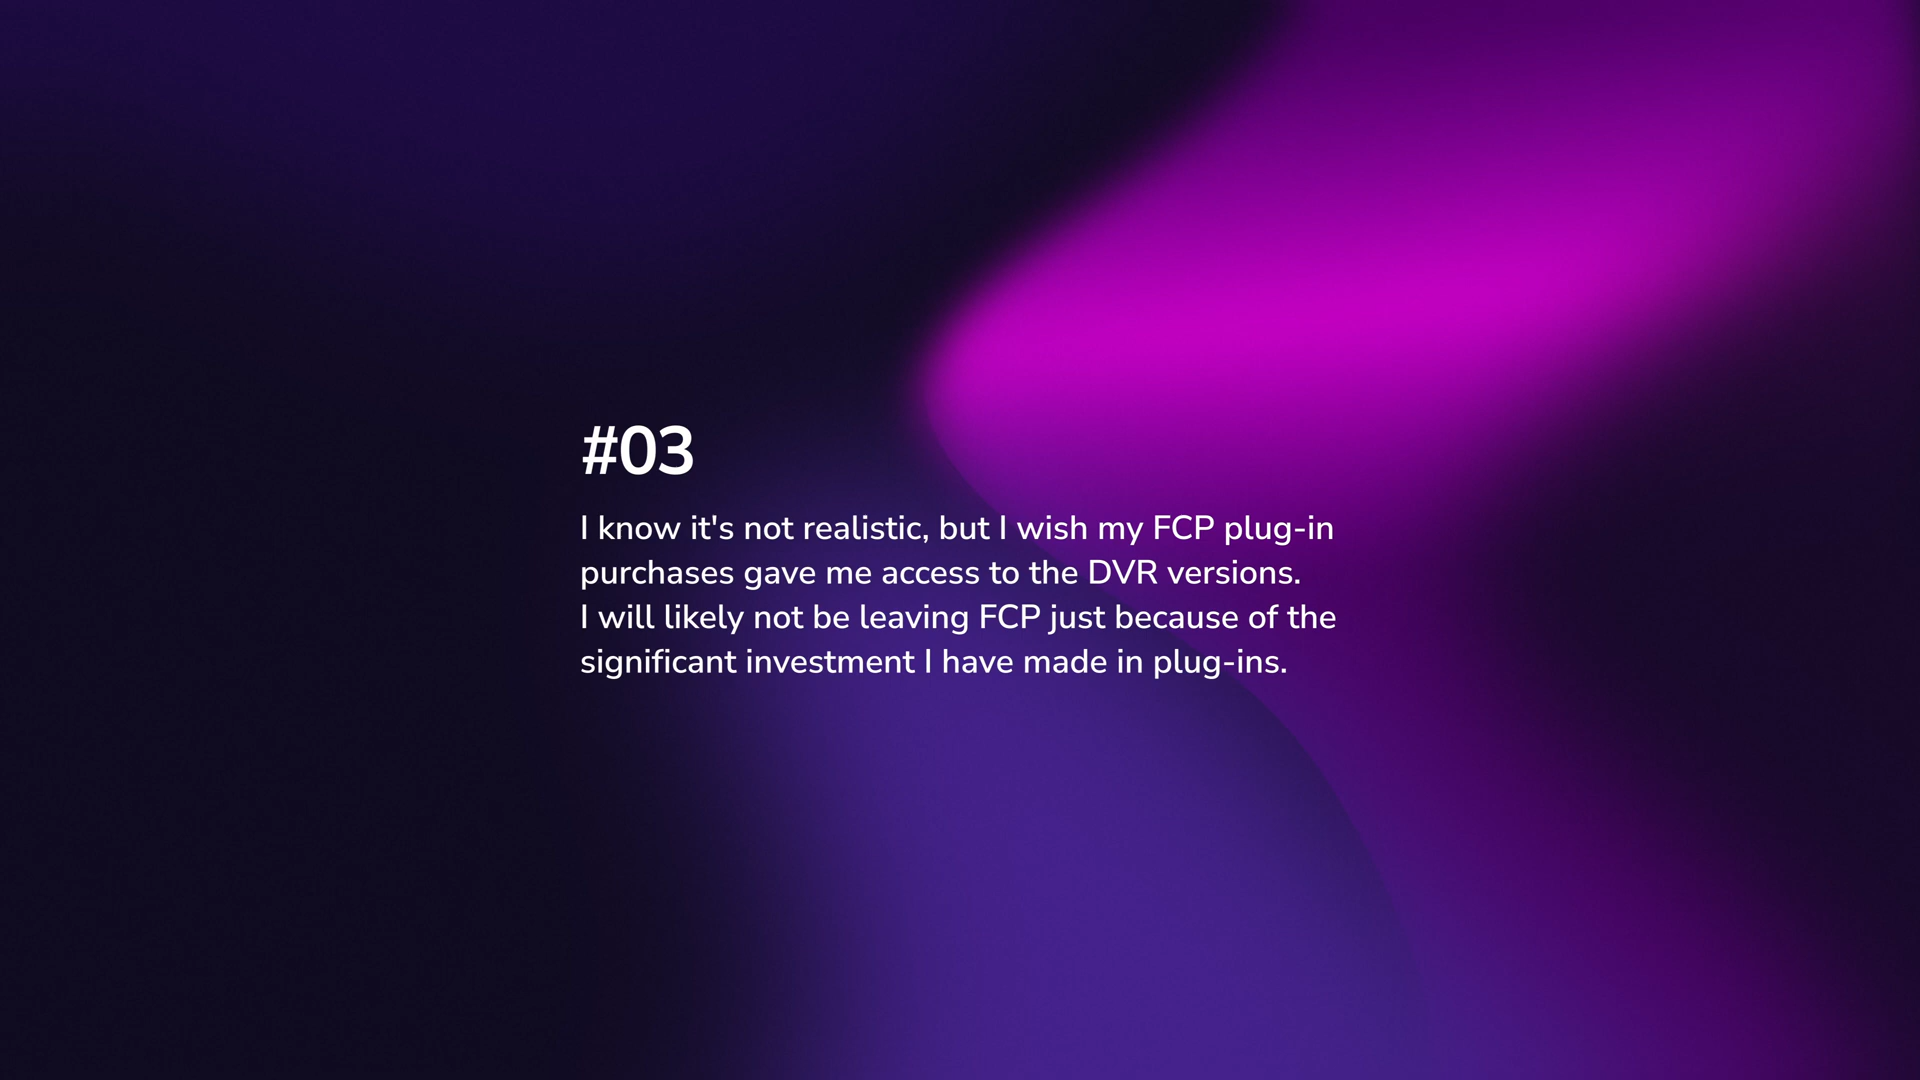 #03
I know it's not realistic, but I wish my FCP plug-in
purchases gave me access to the DVR versions.
I will likely not be leaving FCP just because of the
significant investment I have made in plug-ins.